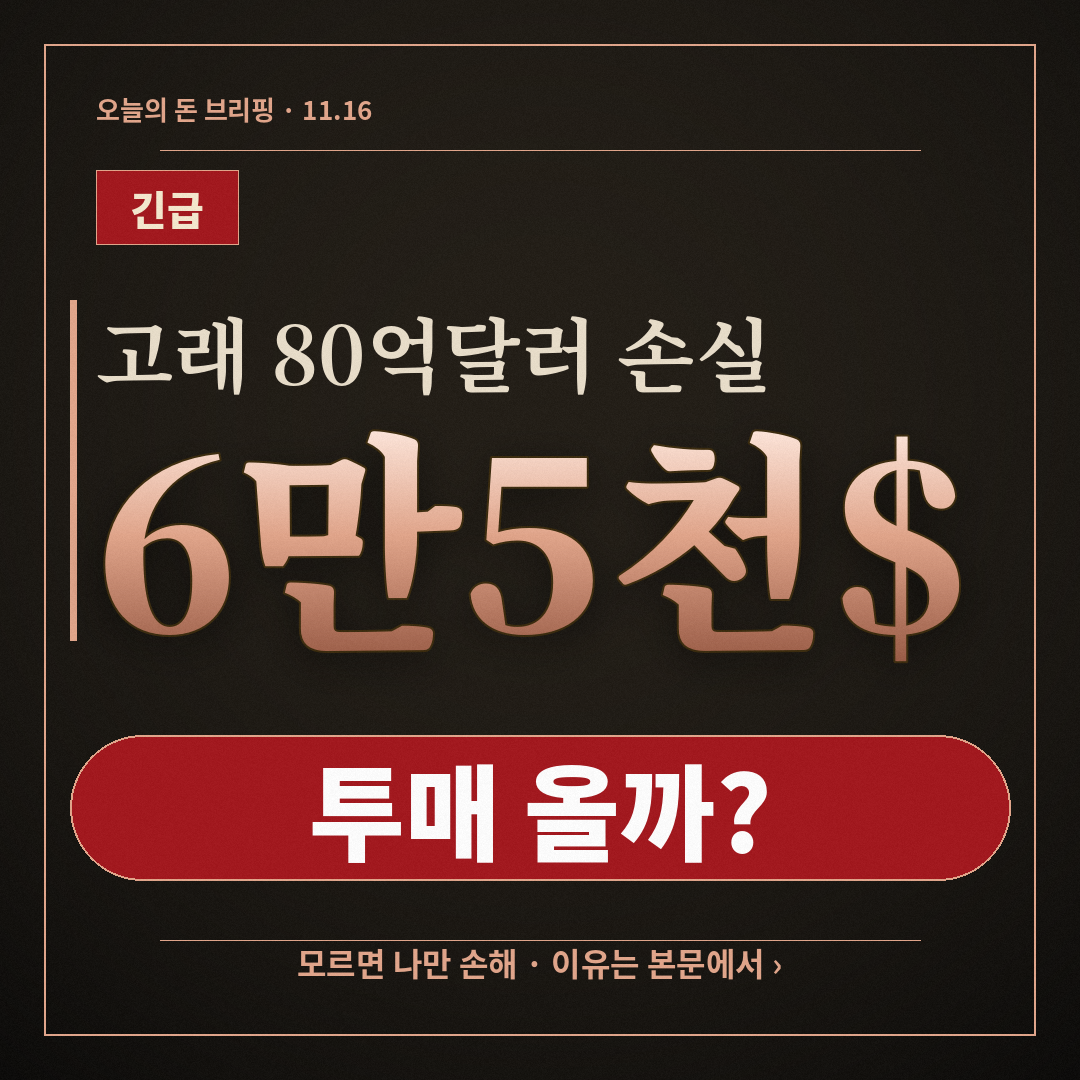 오늘의 돈 브리핑 · 11.16
긴급
고래 80억달러 손실
6만5천$
투매 올까?
모르면 나만 손해 · 이유는 본문에서 ›